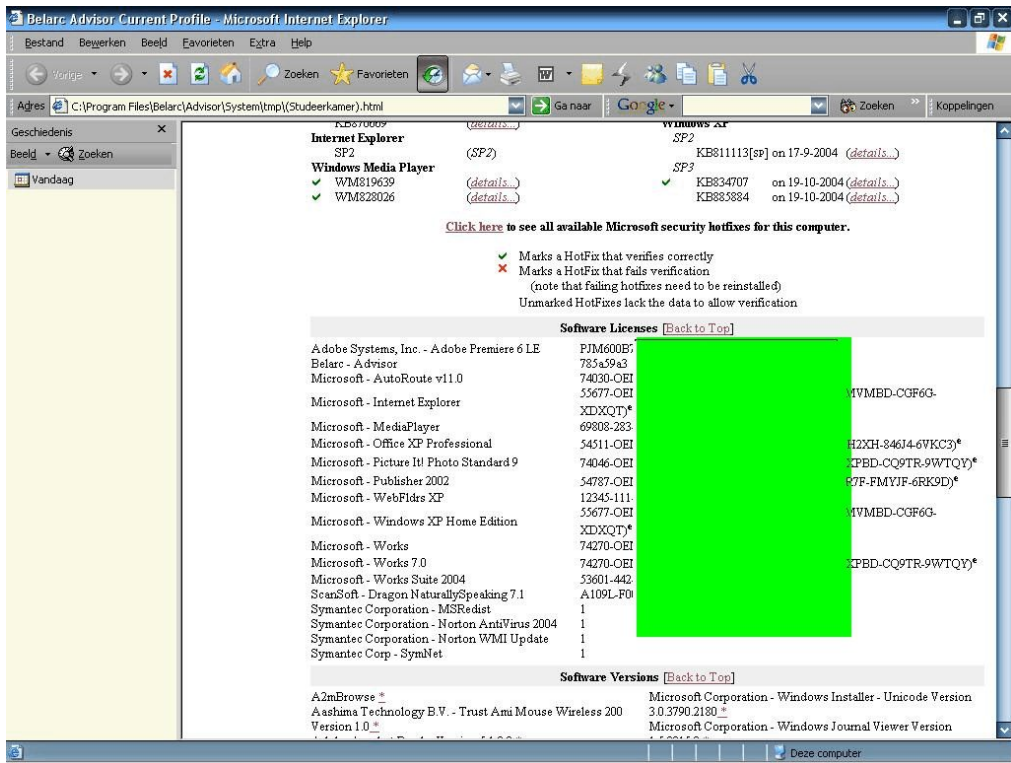 Belarc Advisor Current Profile - Microsoft Internet Explorer
Bestand Bewerken Beeld Favorieten Extra Help
Vorige Zoeken Favorieten
Adres C:\Program Files\Belarc\Advisor\System\tmp\(Studeerkamer).html Ga naar Google Zoeken » Koppelingen
Geschiedenis x
Beeld Zoeken
Vandaag
KB870669 (details...) Windows XP
Internet Explorer SP2
SP2 (SP2) KB811113[SP] on 17-9-2004 (details...)
Windows Media Player SP3
WM819639 (details...) KB834707 on 19-10-2004 (details...)
WM828026 (details...) KB885884 on 19-10-2004 (details...)
Click here to see all available Microsoft security hotfixes for this computer.
Marks a HotFix that verifies correctly
Marks a HotFix that fails verification
(note that failing hotfixes need to be reinstalled)
Unmarked HotFixes lack the data to allow verification
Software Licenses [Back to Top]
Adobe Systems, Inc. - Adobe Premiere 6 LE PJM600B7
Belarc - Advisor 785a59a3
Microsoft - AutoRoute v11.0 74030-OEI
Microsoft - Internet Explorer 55677-OEI MVMBD-CGF6G-
XDXQT)e
Microsoft - MediaPlayer 69808-283-
Microsoft - Office XP Professional 54511-OEI H2XH-846J4-6VKC3)e
Microsoft - Picture It! Photo Standard 9 74046-OEI XPBD-CQ9TR-9WTQY)e
Microsoft - Publisher 2002 54787-OEI R7F-FMYJF-6RK9D)e
Microsoft - WebFldrs XP 12345-111-
Microsoft - Windows XP Home Edition 55677-OEI MVMBD-CGF6G-
XDXQT)e
Microsoft - Works 74270-OEI
Microsoft - Works 7.0 74270-OEI XPBD-CQ9TR-9WTQY)e
Microsoft - Works Suite 2004 53601-442-
ScanSoft - Dragon NaturallySpeaking 7.1 A109L-F0
Symantec Corporation - MSRedist 1
Symantec Corporation - Norton AntiVirus 2004 1
Symantec Corporation - Norton WMI Update 1
Symantec Corp - SymNet 1
Software Versions [Back to Top]
A2mBrowse * Microsoft Corporation - Windows Installer - Unicode Version
Aashima Technology B.V. - Trust Ami Mouse Wireless 200 3.0.3790.2180 *
Version 1.0 * Microsoft Corporation - Windows Journal Viewer Version
Deze computer